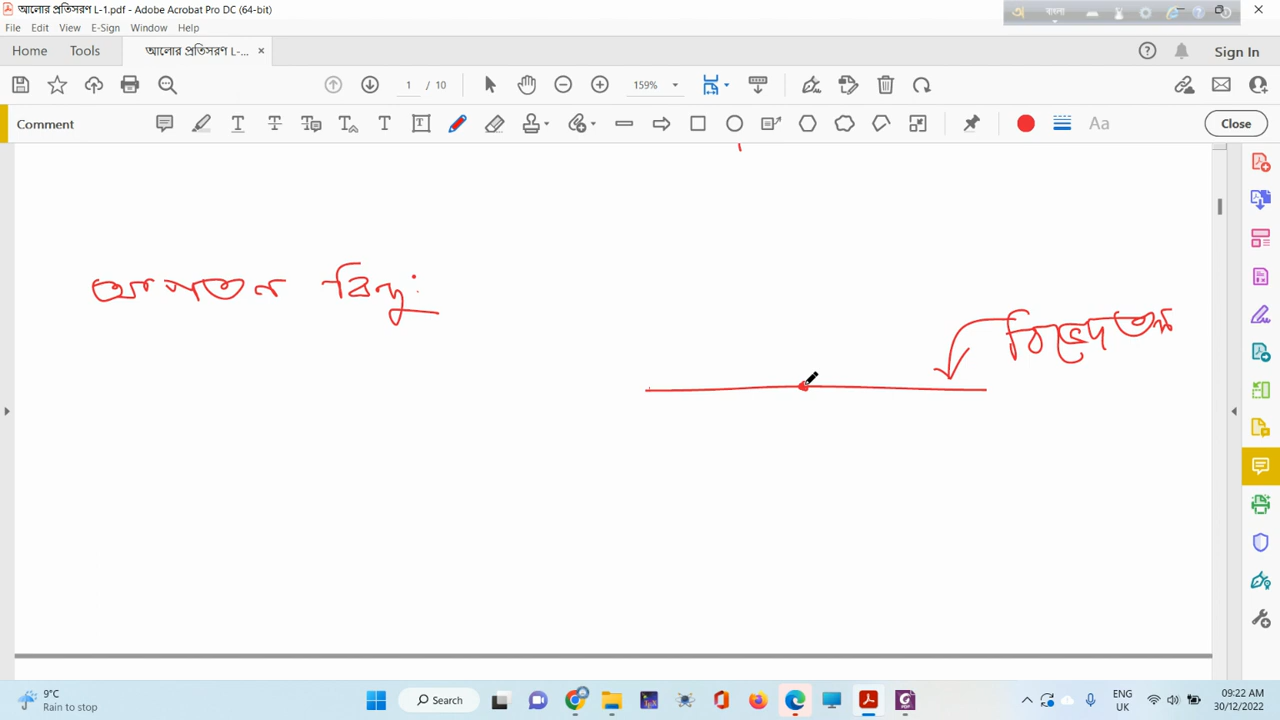 আলোর প্রতিসরণ L-1.pdf - Adobe Acrobat Pro DC (64-bit)
বাংলা
File Edit View E-Sign Window Help
Home Tools আলোর প্রতিসরণ L-... × Sign In
1 / 10 159%
Comment Aa Close
আপতন বিন্দু:
বিভেদতল
9°C
Rain to stop
Search
ENG
UK
09:22 AM
30/12/2022